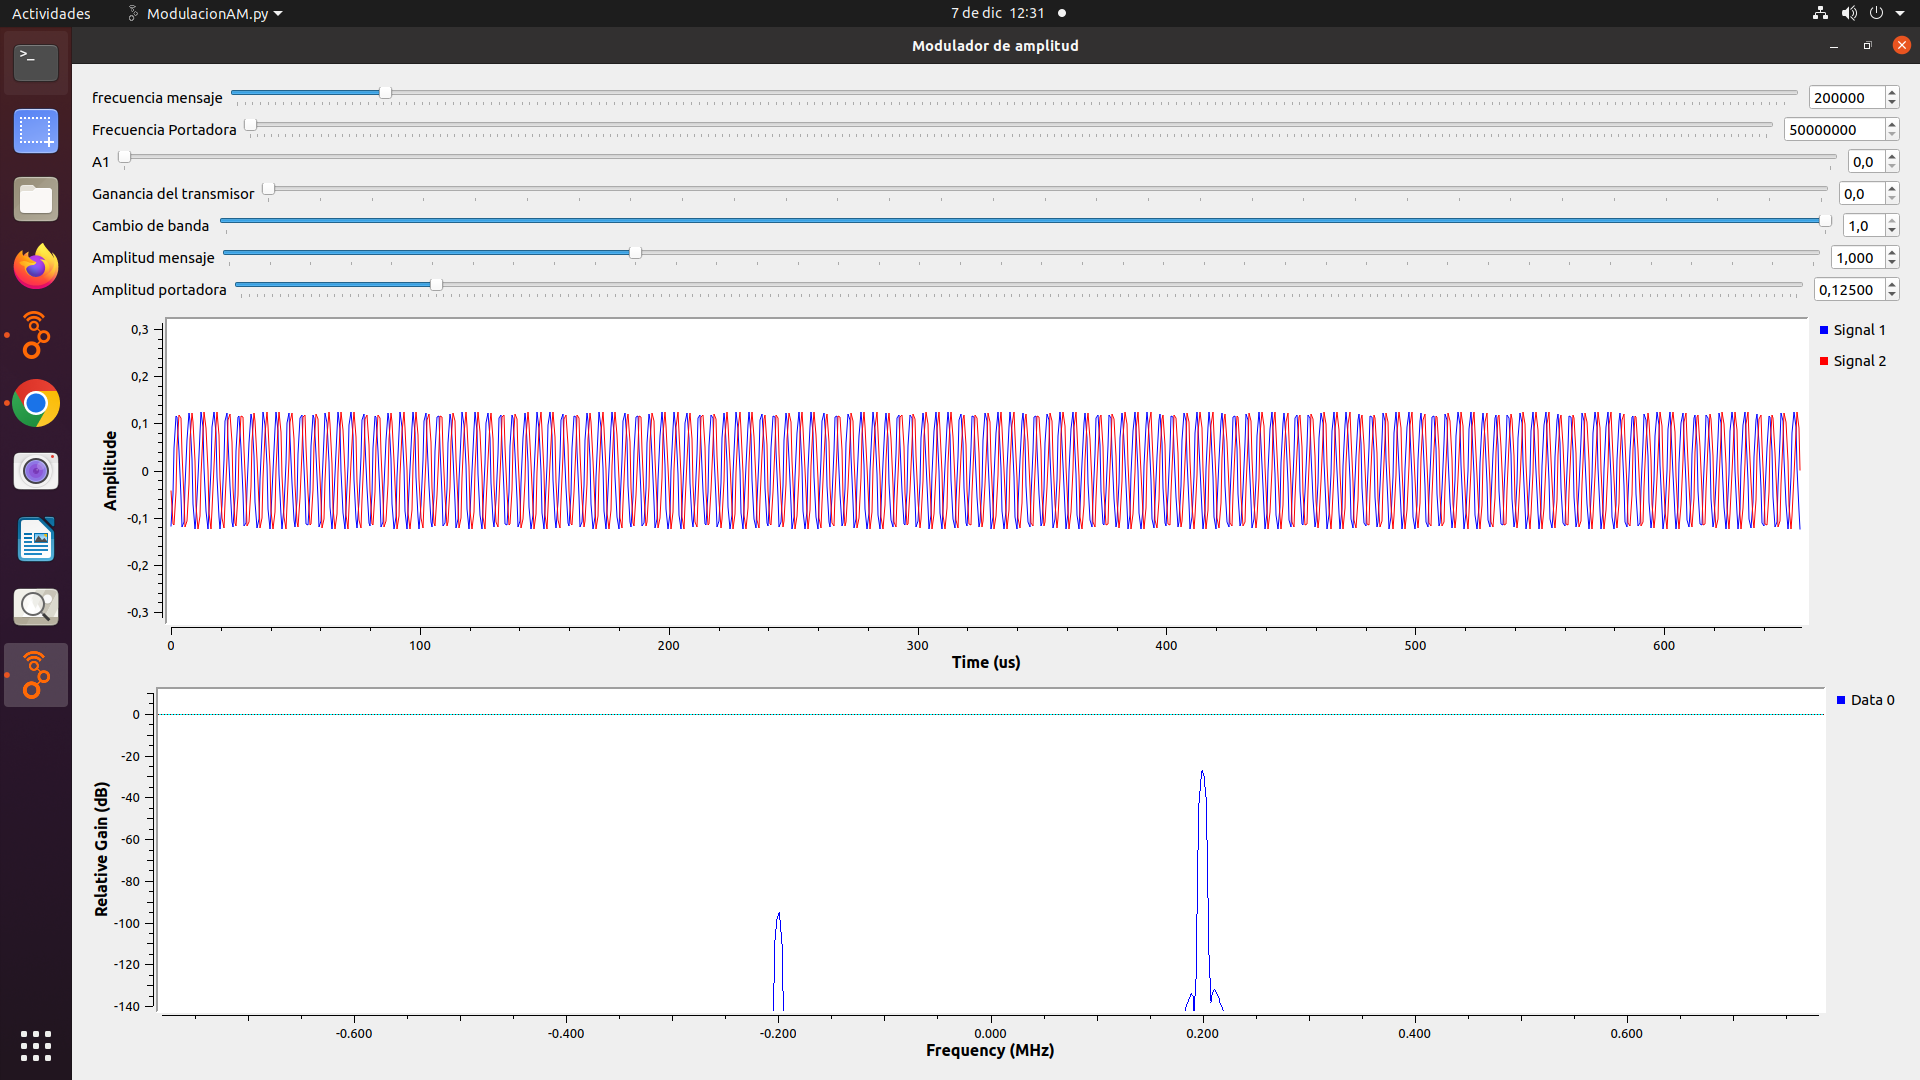 Actividades ModulacionAM.py 7 de dic 12:31
Modulador de amplitud
frecuencia mensaje 200000
Frecuencia Portadora 50000000
A1 0,0
Ganancia del transmisor 0,0
Cambio de banda 1,0
Amplitud mensaje 1,000
Amplitud portadora 0,12500
Signal 1
Signal 2
Amplitude
0,3
0,2
0,1
0
-0,1
-0,2
-0,3
0 100 200 300 400 500 600
Time (us)
Data 0
Relative Gain (dB)
0
-20
-40
-60
-80
-100
-120
-140
-0.600 -0.400 -0.200 0.000 0.200 0.400 0.600
Frequency (MHz)